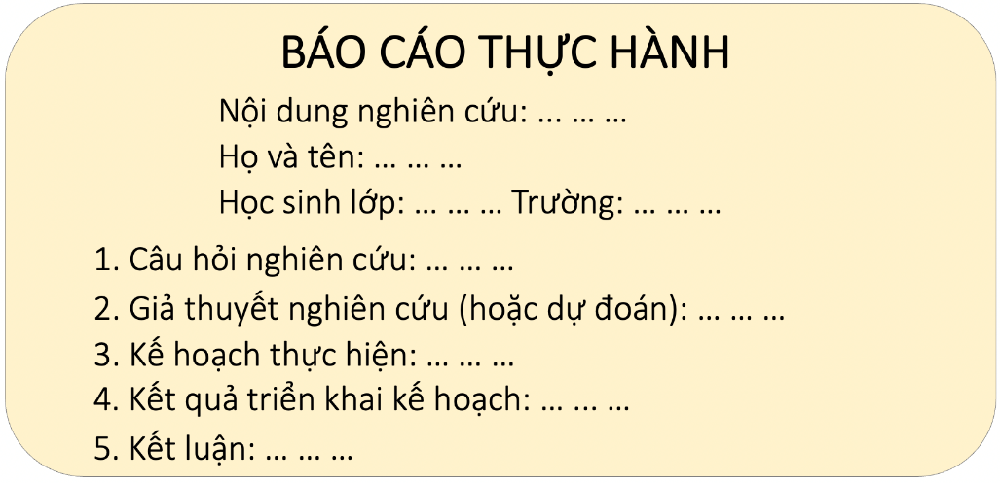 BÁO CÁO THỰC HÀNH
Nội dung nghiên cứu: ... ... ...
Họ và tên: ... ... ...
Học sinh lớp: ... ... ... Trường: ... ... ...
1. Câu hỏi nghiên cứu: ... ... ...
2. Giả thuyết nghiên cứu (hoặc dự đoán): ... ... ...
3. Kế hoạch thực hiện: ... ... ...
4. Kết quả triển khai kế hoạch: ... ... ...
5. Kết luận: ... ... ...